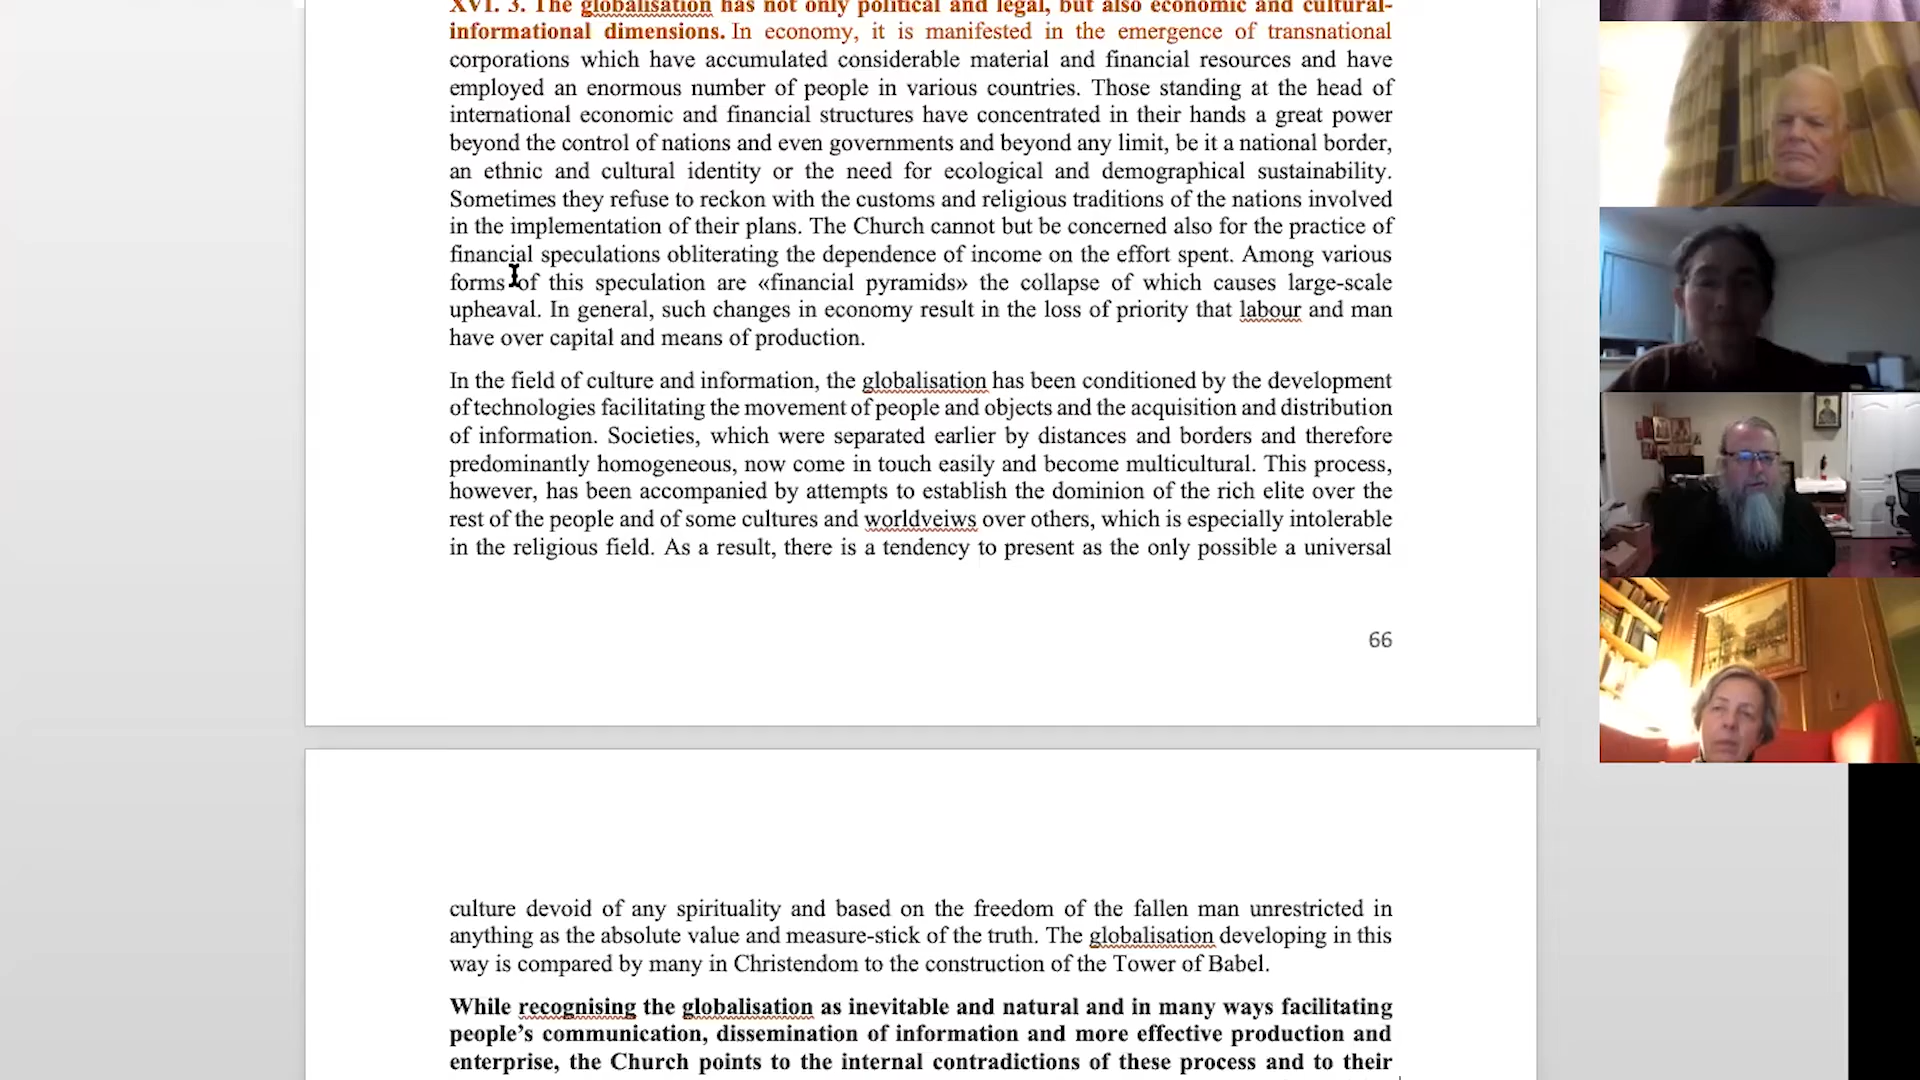 XVI. 3. The globalisation has not only political and legal, but also economic and cultural-
informational dimensions. In economy, it is manifested in the emergence of transnational
corporations which have accumulated considerable material and financial resources and have
employed an enormous number of people in various countries. Those standing at the head of
international economic and financial structures have concentrated in their hands a great power
beyond the control of nations and even governments and beyond any limit, be it a national border,
an ethnic and cultural identity or the need for ecological and demographical sustainability.
Sometimes they refuse to reckon with the customs and religious traditions of the nations involved
in the implementation of their plans. The Church cannot but be concerned also for the practice of
financial speculations obliterating the dependence of income on the effort spent. Among various
forms of this speculation are «financial pyramids» the collapse of which causes large-scale
upheaval. In general, such changes in economy result in the loss of priority that labour and man
have over capital and means of production.
In the field of culture and information, the globalisation has been conditioned by the development
of technologies facilitating the movement of people and objects and the acquisition and distribution
of information. Societies, which were separated earlier by distances and borders and therefore
predominantly homogeneous, now come in touch easily and become multicultural. This process,
however, has been accompanied by attempts to establish the dominion of the rich elite over the
rest of the people and of some cultures and worldveiws over others, which is especially intolerable
in the religious field. As a result, there is a tendency to present as the only possible a universal
66
culture devoid of any spirituality and based on the freedom of the fallen man unrestricted in
anything as the absolute value and measure-stick of the truth. The globalisation developing in this
way is compared by many in Christendom to the construction of the Tower of Babel.
While recognising the globalisation as inevitable and natural and in many ways facilitating
people’s communication, dissemination of information and more effective production and
enterprise, the Church points to the internal contradictions of these process and to their